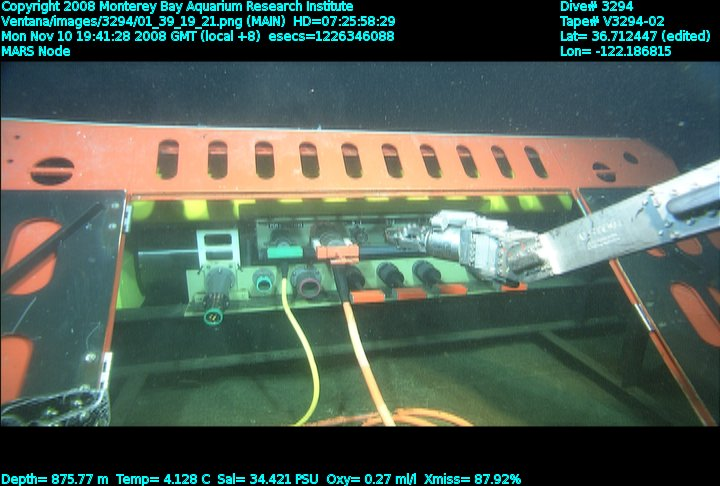 Copyright 2008 Monterey Bay Aquarium Research Institute
Ventana/images/3294/01_39_19_21.png (MAIN) HD=07:25:58:29
Mon Nov 10 19:41:28 2008 GMT (local +8) esecs=1226346088
MARS Node
Dive# 3294
Tape# V3294-02
Lat= 36.712447 (edited)
Lon= -122.186815
Depth= 875.77 m Temp= 4.128 C Sal= 34.421 PSU Oxy= 0.27 ml/l Xmiss= 87.92%